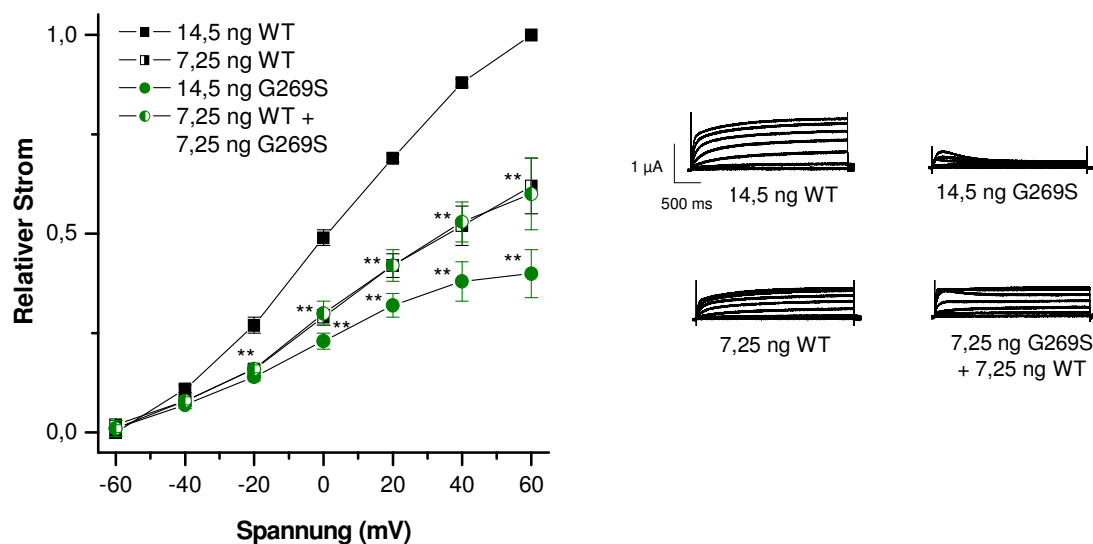 14,5 ng WT
7,25 ng WT
14,5 ng G269S
7,25 ng WT +
7,25 ng G269S
1,0
0,5
0,0
Relativer Strom
-60
-40
-20
0
20
40
60
Spannung (mV)
**
**
**
**
**
**
**
**
**
1 µA
500 ms
14,5 ng WT
14,5 ng G269S
7,25 ng WT
7,25 ng G269S
+ 7,25 ng WT